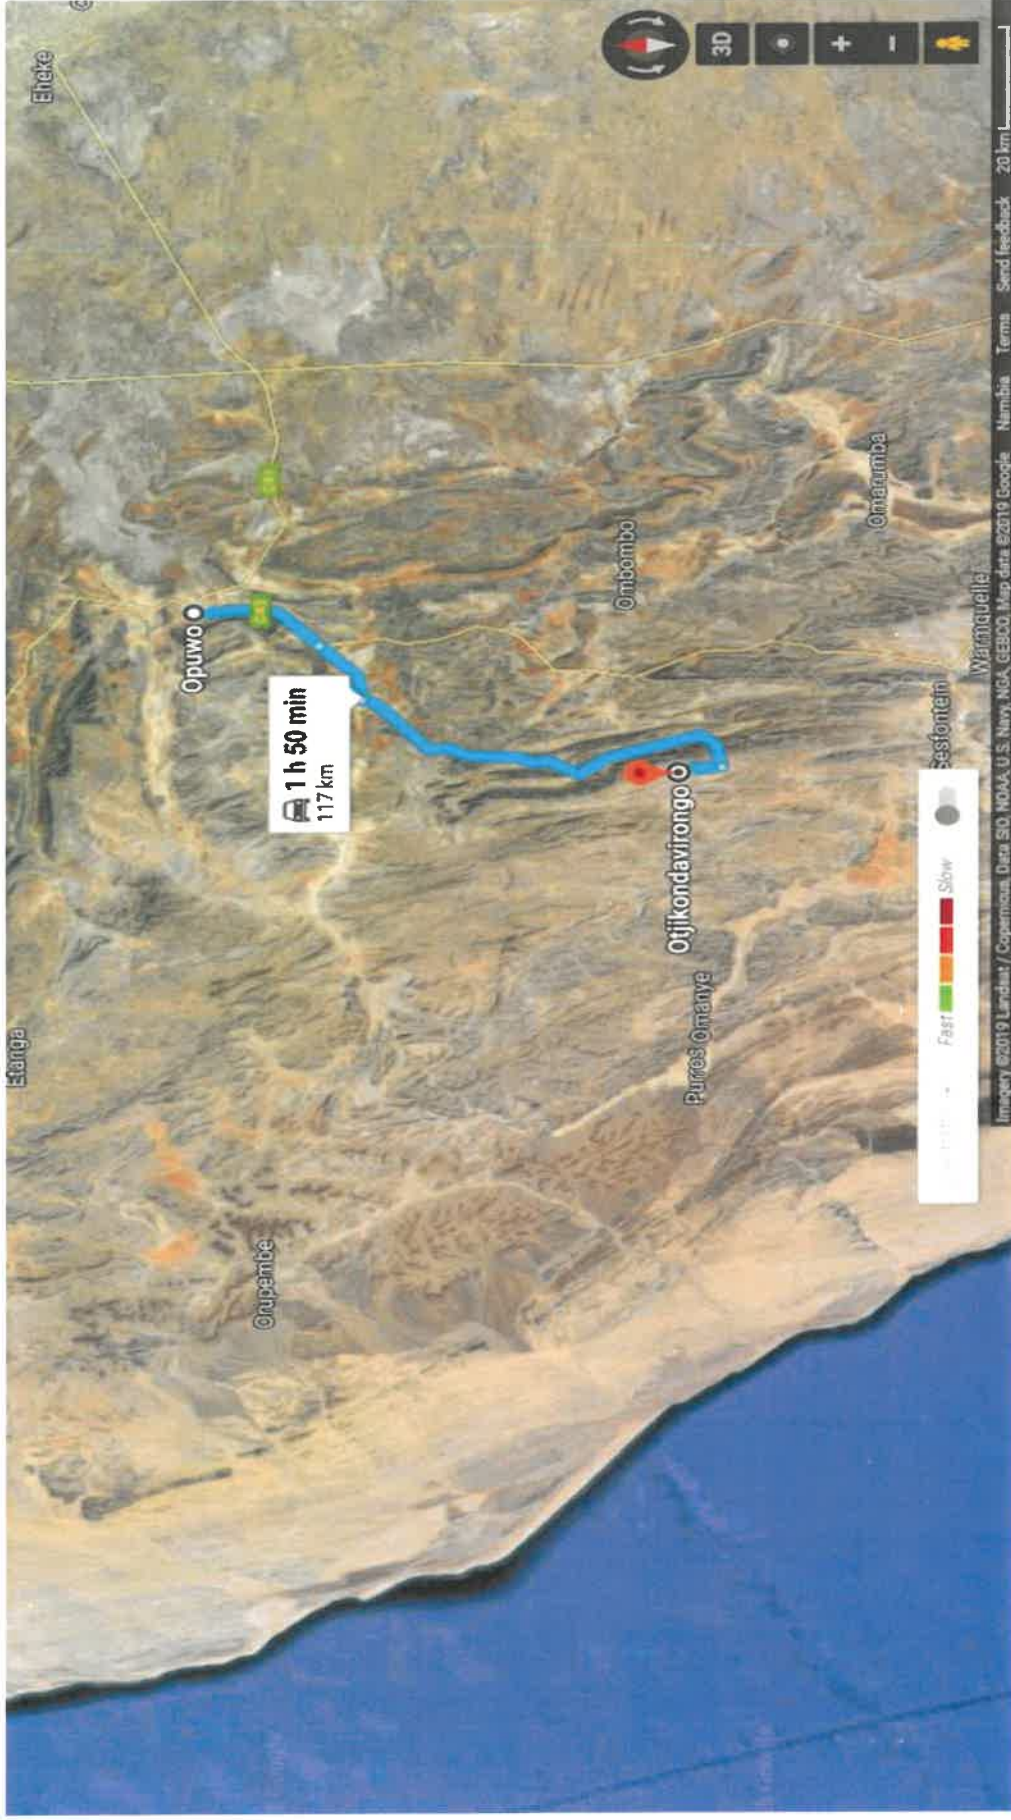 Etanga
Eheke
Opuwo
1 h 50 min
117 km
Orupembe
Ombombo
Otjikondavirongo
Purros Omanye
Omarumba
Sesfontein
Warmquelle
3D
+
−
Fast
Slow
Imagery ©2019 Landsat / Copernicus, Data SIO, NOAA, U.S. Navy, NGA, GEBCO, Map data ©2019 Google Namibia Terms Send feedback 20 km